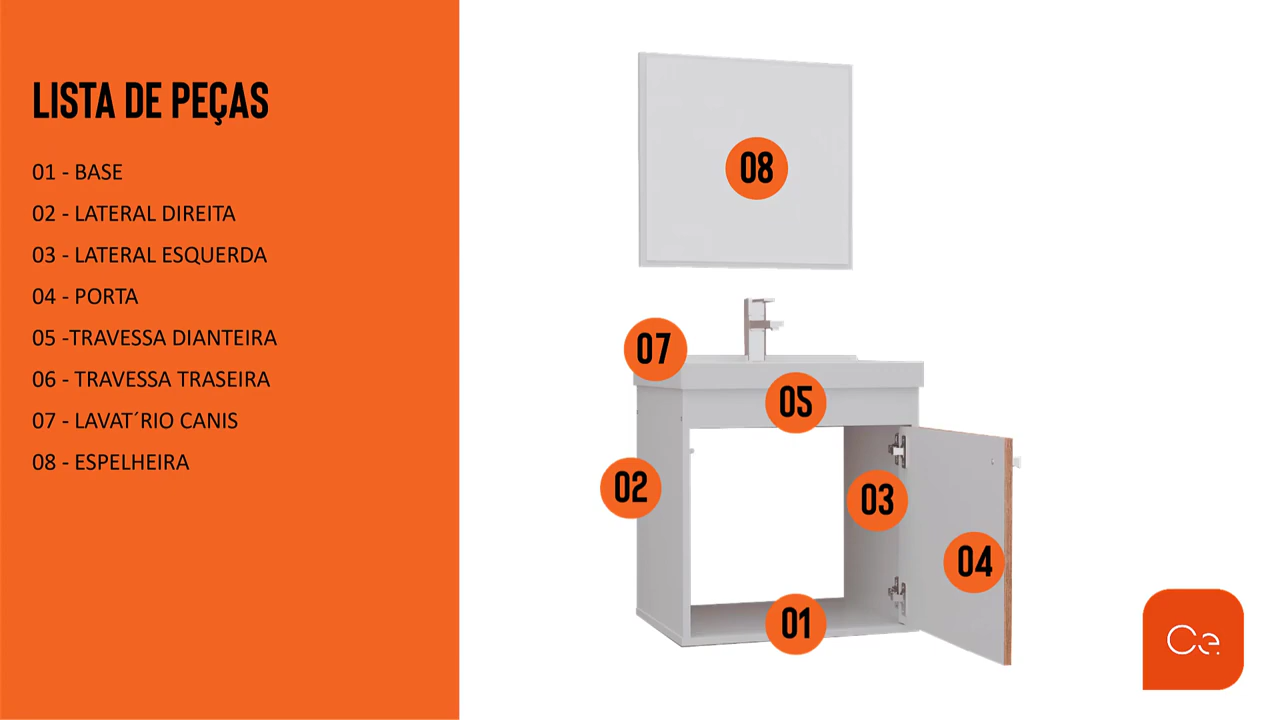 LISTA DE PEÇAS
01 - BASE
02 - LATERAL DIREITA
03 - LATERAL ESQUERDA
04 - PORTA
05 -TRAVESSA DIANTEIRA
06 - TRAVESSA TRASEIRA
07 - LAVAT´RIO CANIS
08 - ESPELHEIRA
08
07
05
02
03
04
01
Ce.